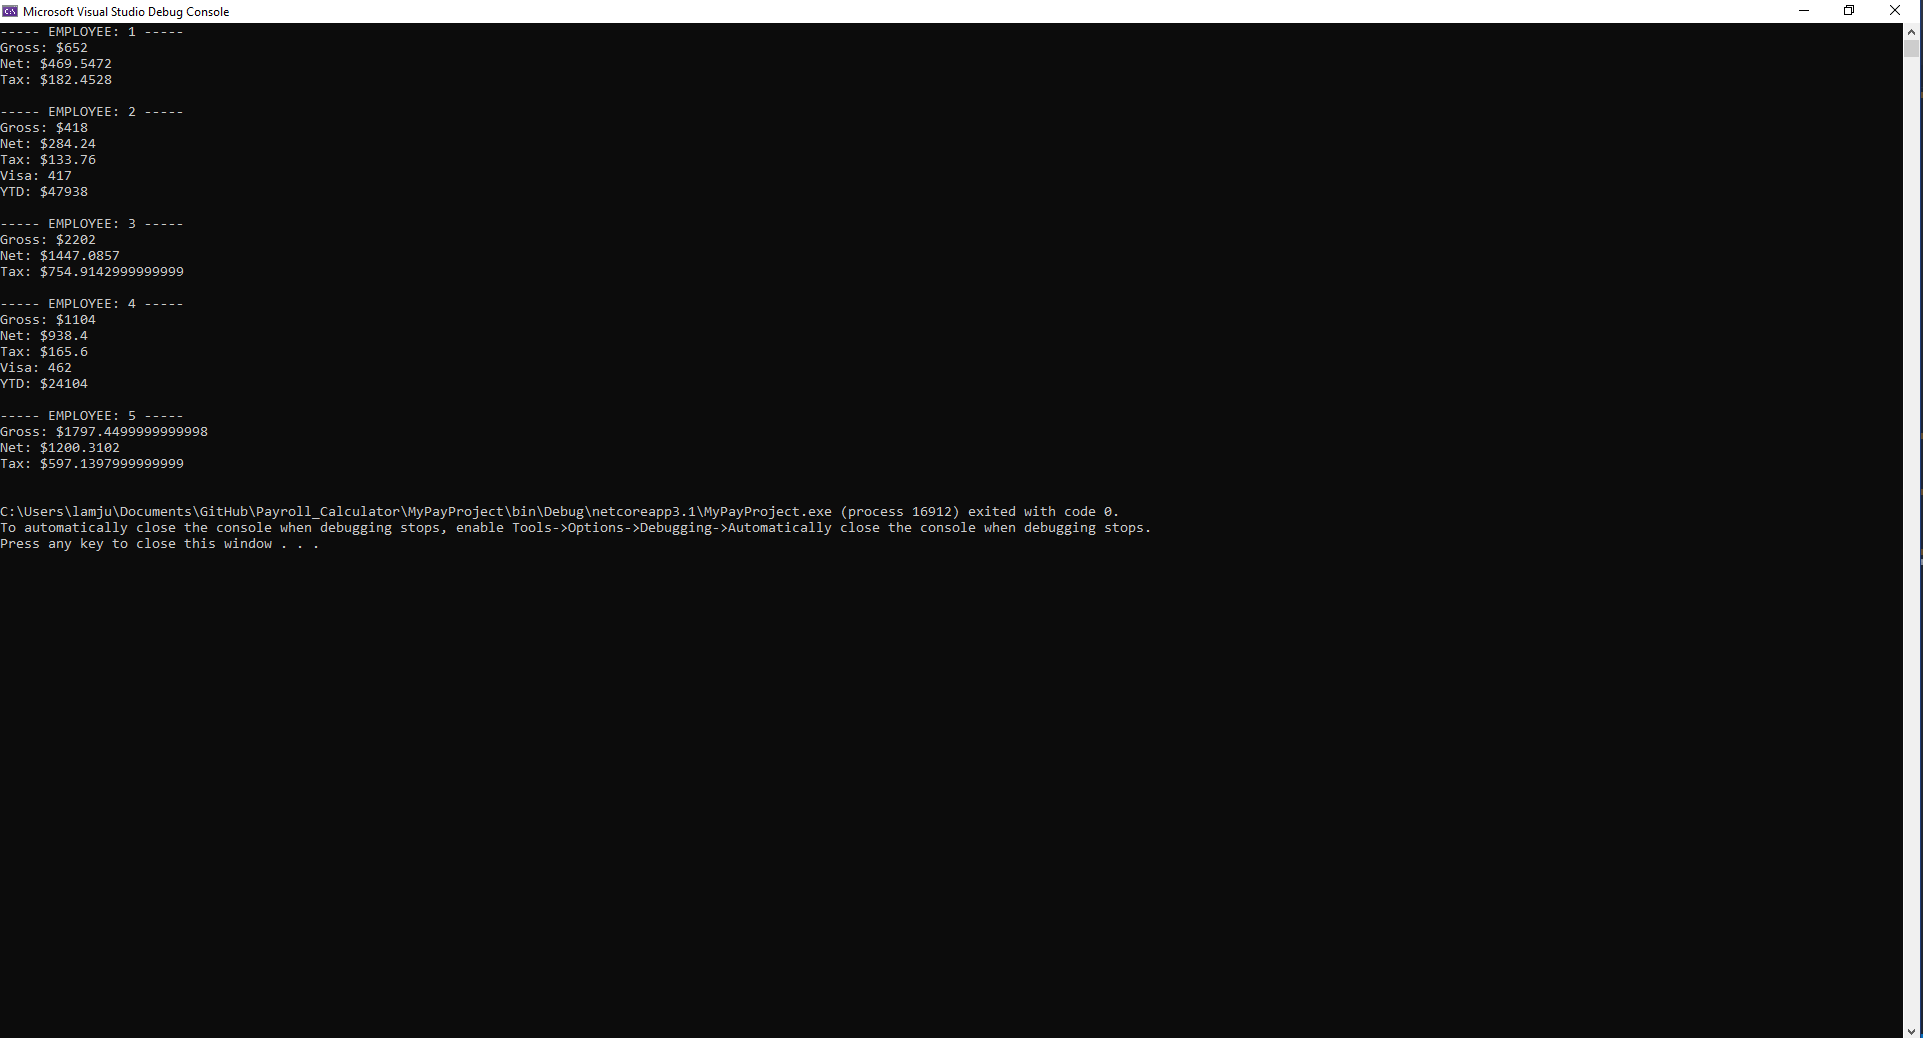 Microsoft Visual Studio Debug Console
----- EMPLOYEE: 1 -----
Gross: $652
Net: $469.5472
Tax: $182.4528
----- EMPLOYEE: 2 -----
Gross: $418
Net: $284.24
Tax: $133.76
Visa: 417
YTD: $47938
----- EMPLOYEE: 3 -----
Gross: $2202
Net: $1447.0857
Tax: $754.9142999999999
----- EMPLOYEE: 4 -----
Gross: $1104
Net: $938.4
Tax: $165.6
Visa: 462
YTD: $24104
----- EMPLOYEE: 5 -----
Gross: $1797.4499999999998
Net: $1200.3102
Tax: $597.1397999999999
C:\Users\lamju\Documents\GitHub\Payroll_Calculator\MyPayProject\bin\Debug\netcoreapp3.1\MyPayProject.exe (process 16912) exited with code 0.
To automatically close the console when debugging stops, enable Tools->Options->Debugging->Automatically close the console when debugging stops.
Press any key to close this window . . .